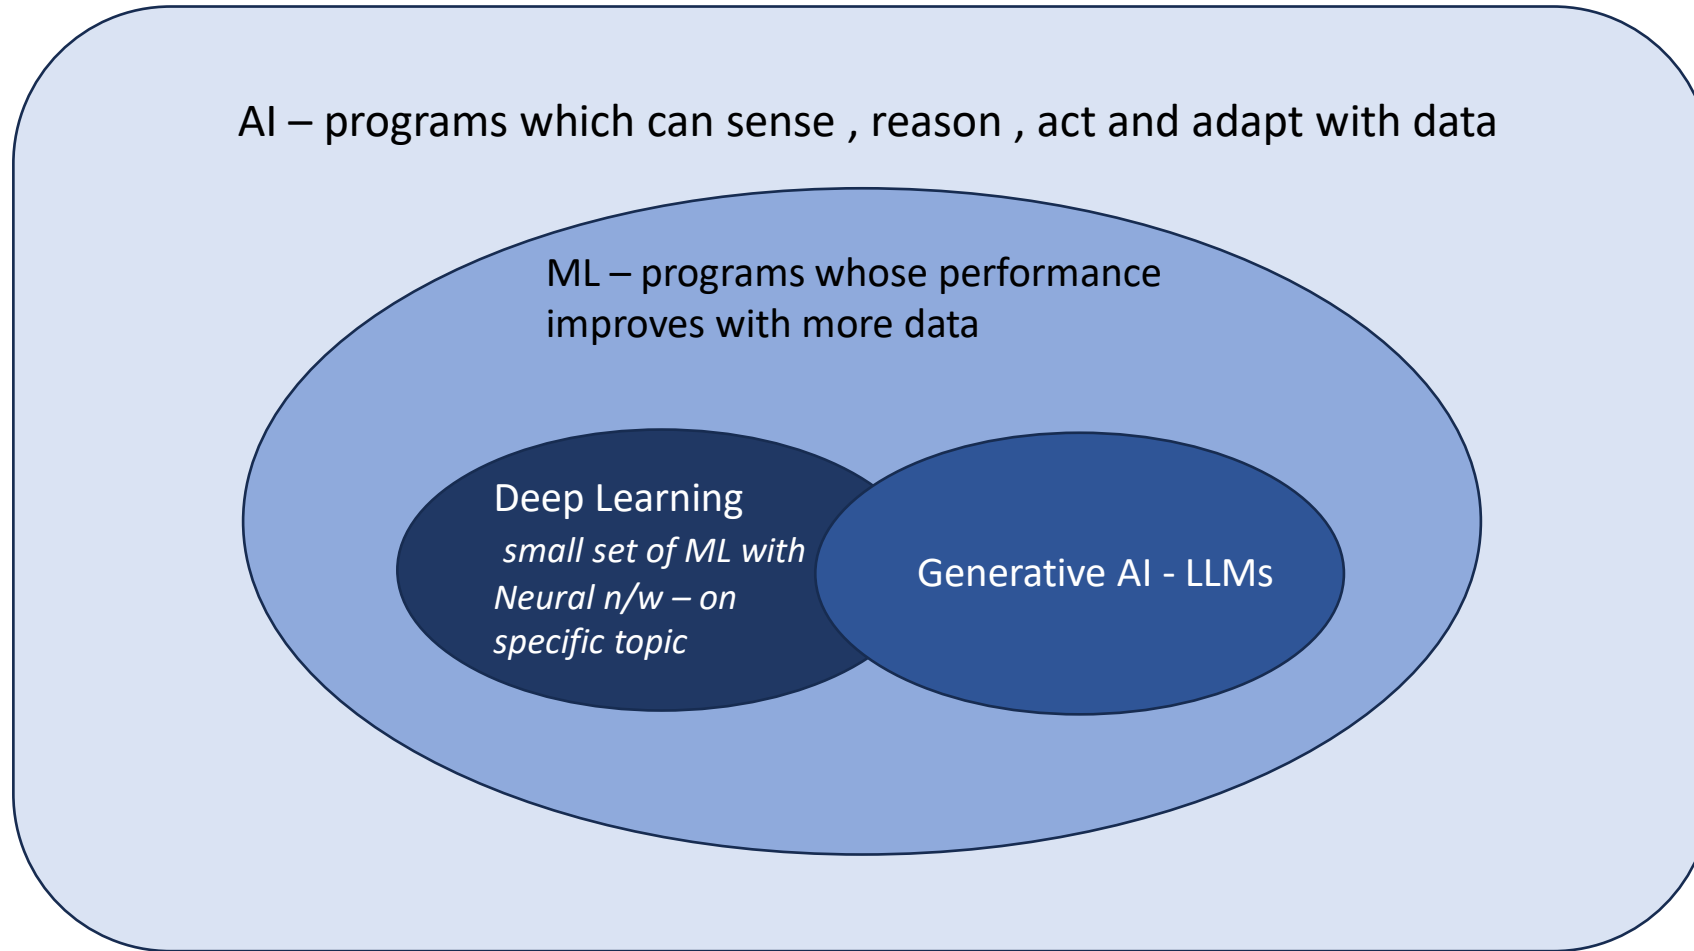 AI – programs which can sense , reason , act and adapt with data
ML – programs whose performance
improves with more data
Deep Learning
small set of ML with
Neural n/w – on
specific topic
Generative AI - LLMs